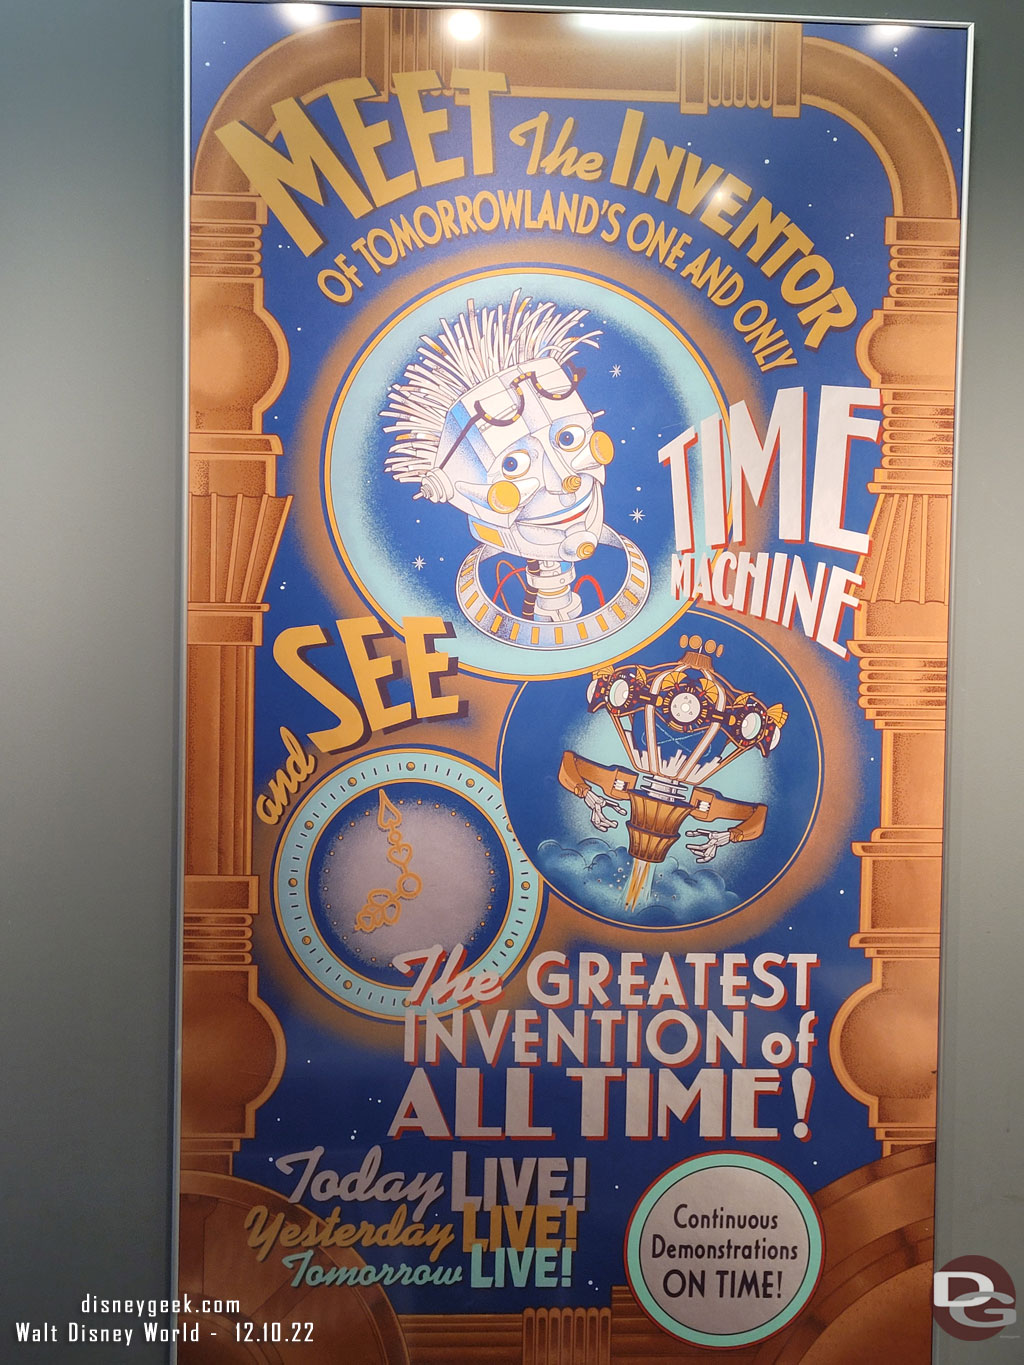 MEET The INVENTOR
OF TOMORROWLAND'S ONE AND ONLY
TIME
MACHINE
and SEE
The GREATEST
INVENTION of
ALL TIME!
Today LIVE!
Yesterday LIVE!
Tomorrow LIVE!
Continuous
Demonstrations
ON TIME!
disneygeek.com
Walt Disney World - 12.10.22
DG